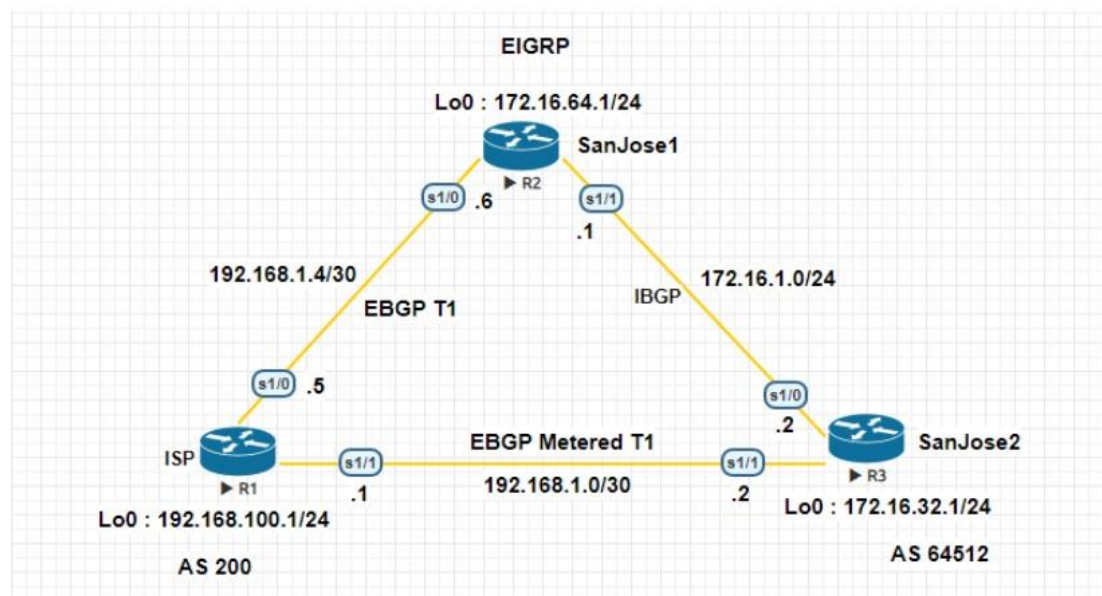 EIGRP
Lo0 : 172.16.64.1/24
SanJose1
R2
s1/0
.6
s1/1
.1
192.168.1.4/30
172.16.1.0/24
IBGP
EBGP T1
s1/0
.5
s1/0
.2
ISP
EBGP Metered T1
SanJose2
s1/1
s1/1
R1
.1
192.168.1.0/30
.2
R3
Lo0 : 192.168.100.1/24
Lo0 : 172.16.32.1/24
AS 200
AS 64512